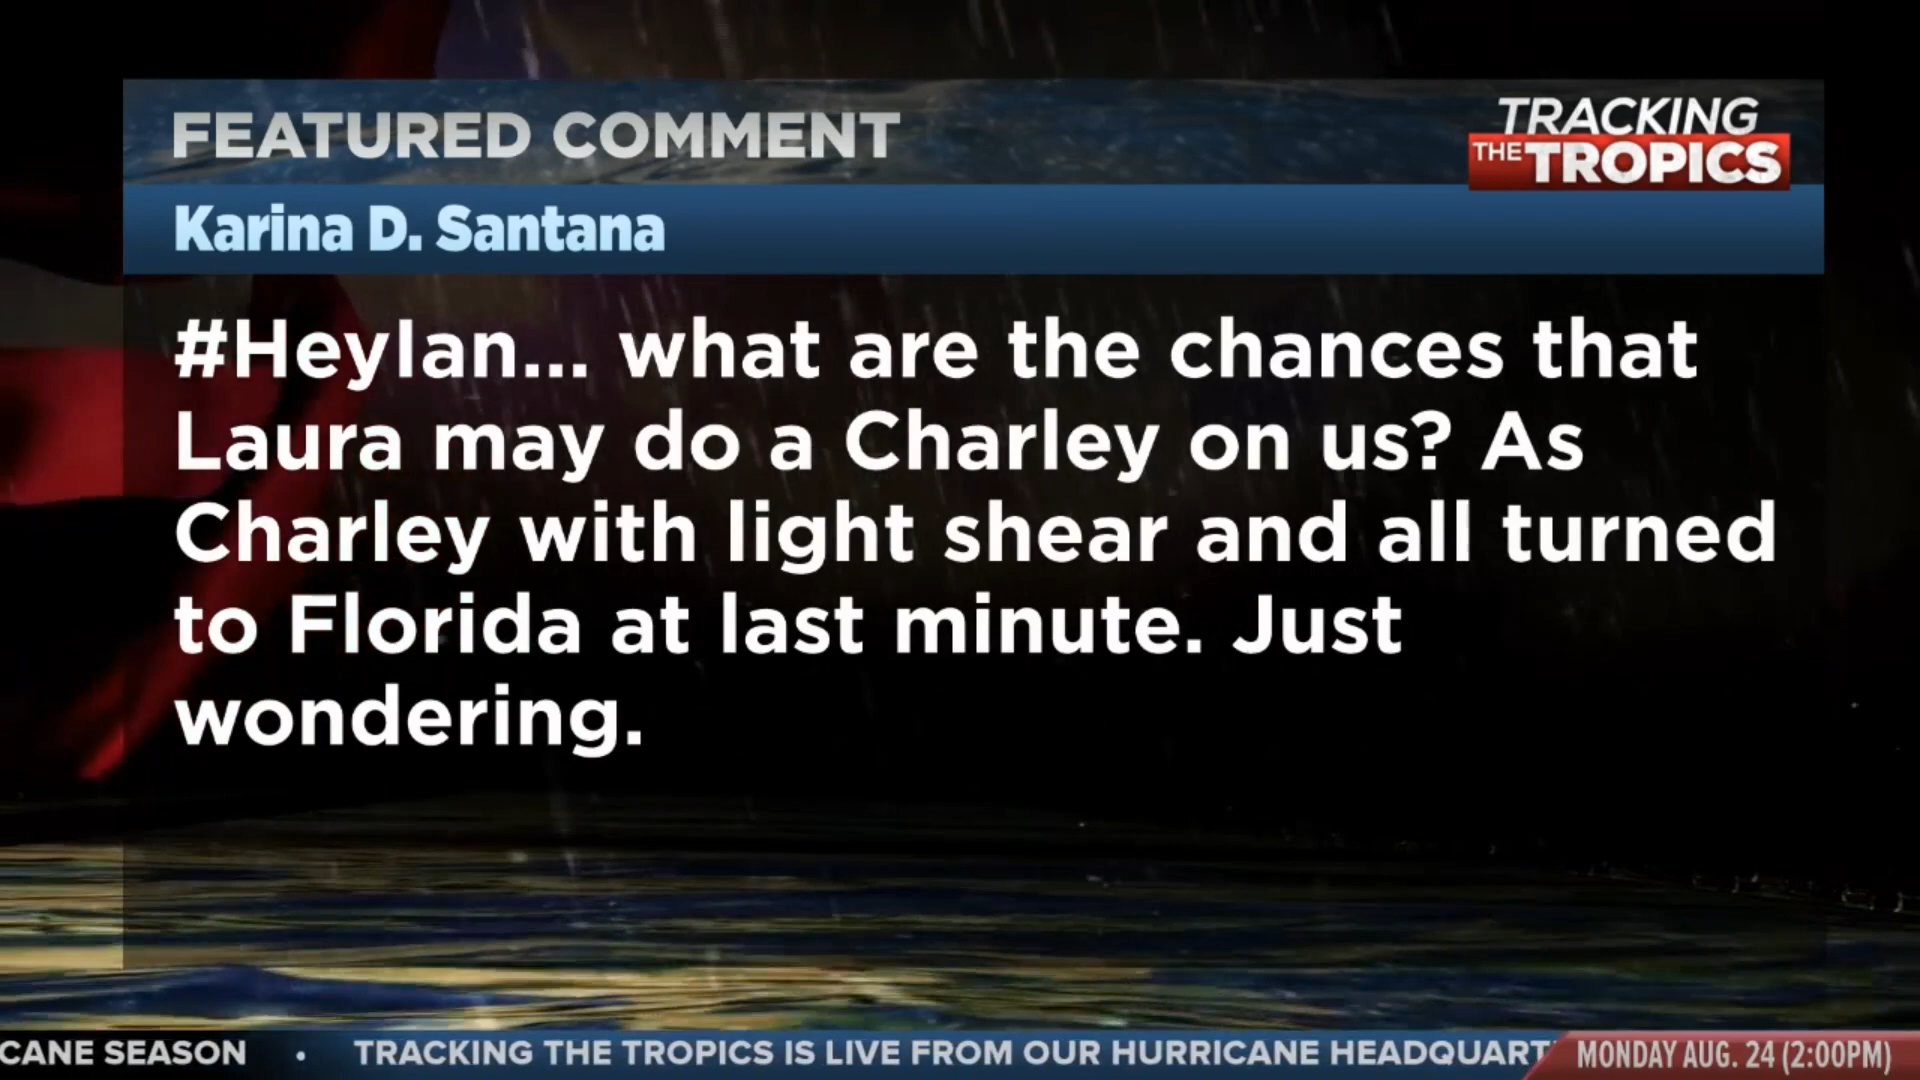 FEATURED COMMENT
TRACKING
THE TROPICS
Karina D. Santana
#HeyIan... what are the chances that
Laura may do a Charley on us? As
Charley with light shear and all turned
to Florida at last minute. Just
wondering.
CANE SEASON • TRACKING THE TROPICS IS LIVE FROM OUR HURRICANE HEADQUART
MONDAY AUG. 24 (2:00PM)